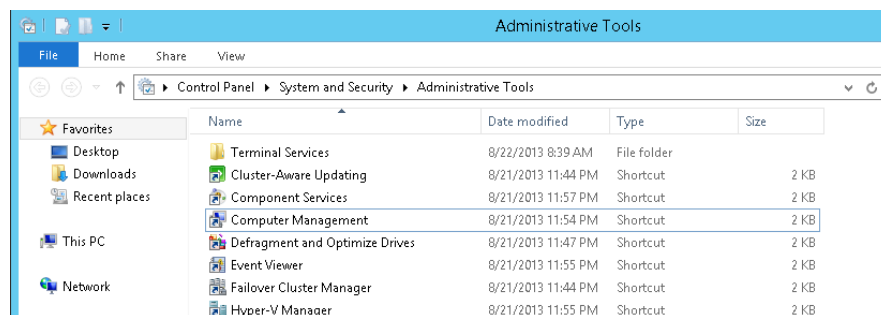 Administrative Tools
File Home Share View
Control Panel System and Security Administrative Tools
Name Date modified Type Size
Favorites
Desktop
Downloads
Recent places
This PC
Network
Terminal Services 8/22/2013 8:39 AM File folder
Cluster-Aware Updating 8/21/2013 11:44 PM Shortcut 2 KB
Component Services 8/21/2013 11:57 PM Shortcut 2 KB
Computer Management 8/21/2013 11:54 PM Shortcut 2 KB
Defragment and Optimize Drives 8/21/2013 11:47 PM Shortcut 2 KB
Event Viewer 8/21/2013 11:55 PM Shortcut 2 KB
Failover Cluster Manager 8/21/2013 11:44 PM Shortcut 2 KB
Hyper-V Manager 8/21/2013 11:55 PM Shortcut 2 KB